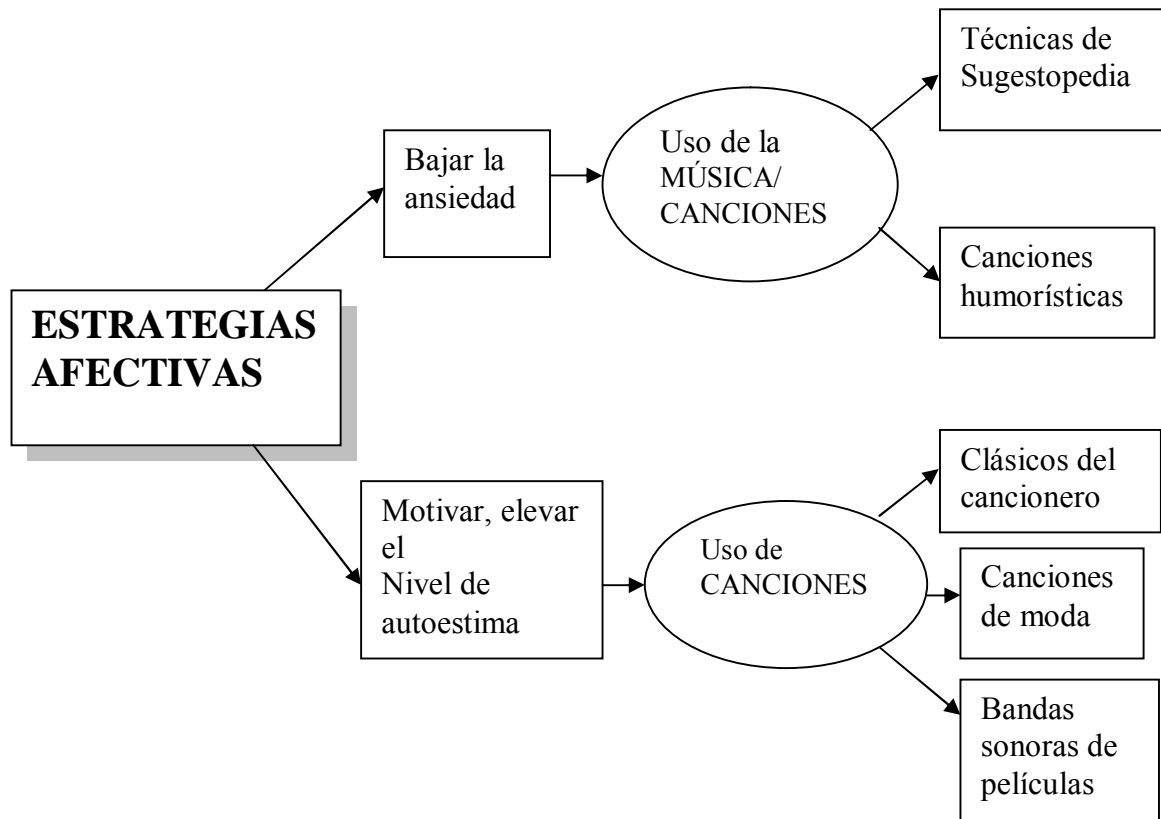 Técnicas de
Sugestopedia
Bajar la
ansiedad
Uso de la
MÚSICA/
CANCIONES
Canciones
humorísticas
ESTRATEGIAS
AFECTIVAS
Clásicos del
cancionero
Motivar, elevar
el
Nivel de
autoestima
Uso de
CANCIONES
Canciones
de moda
Bandas
sonoras de
películas